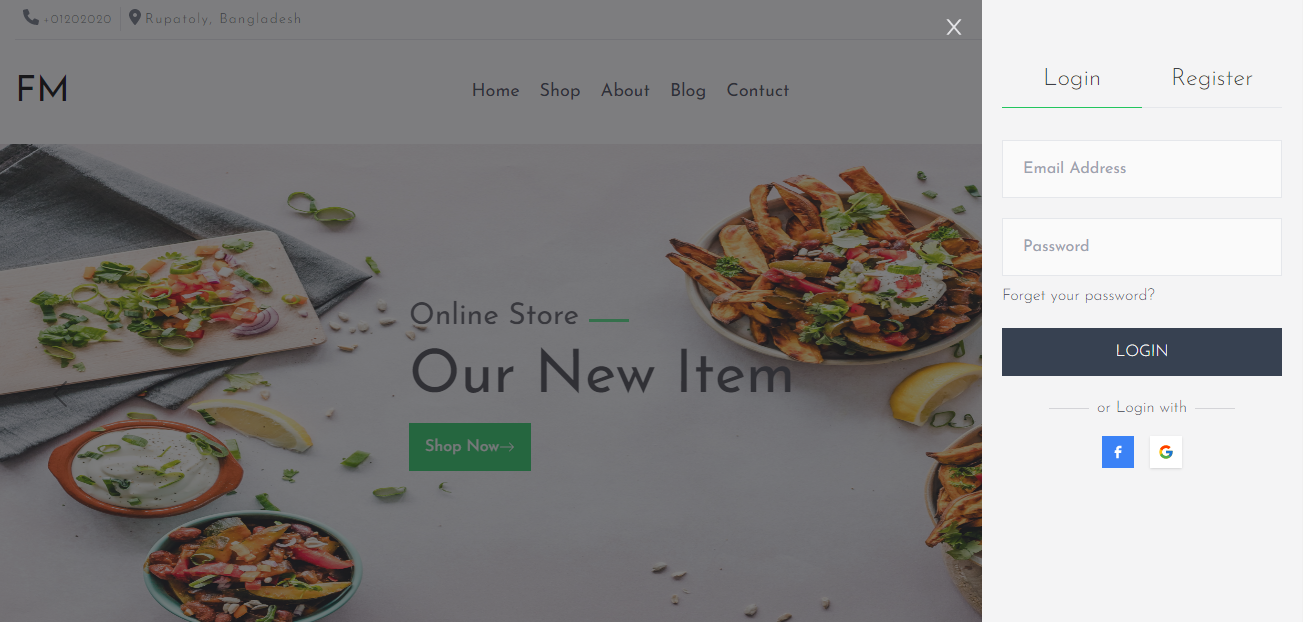 +01202020 Rupatoly, Bangladesh
X
FM
Home Shop About Blog Contuct
Online Store
Our New Item
Shop Now→
Login Register
Email Address
Password
Forget your password?
LOGIN
or Login with